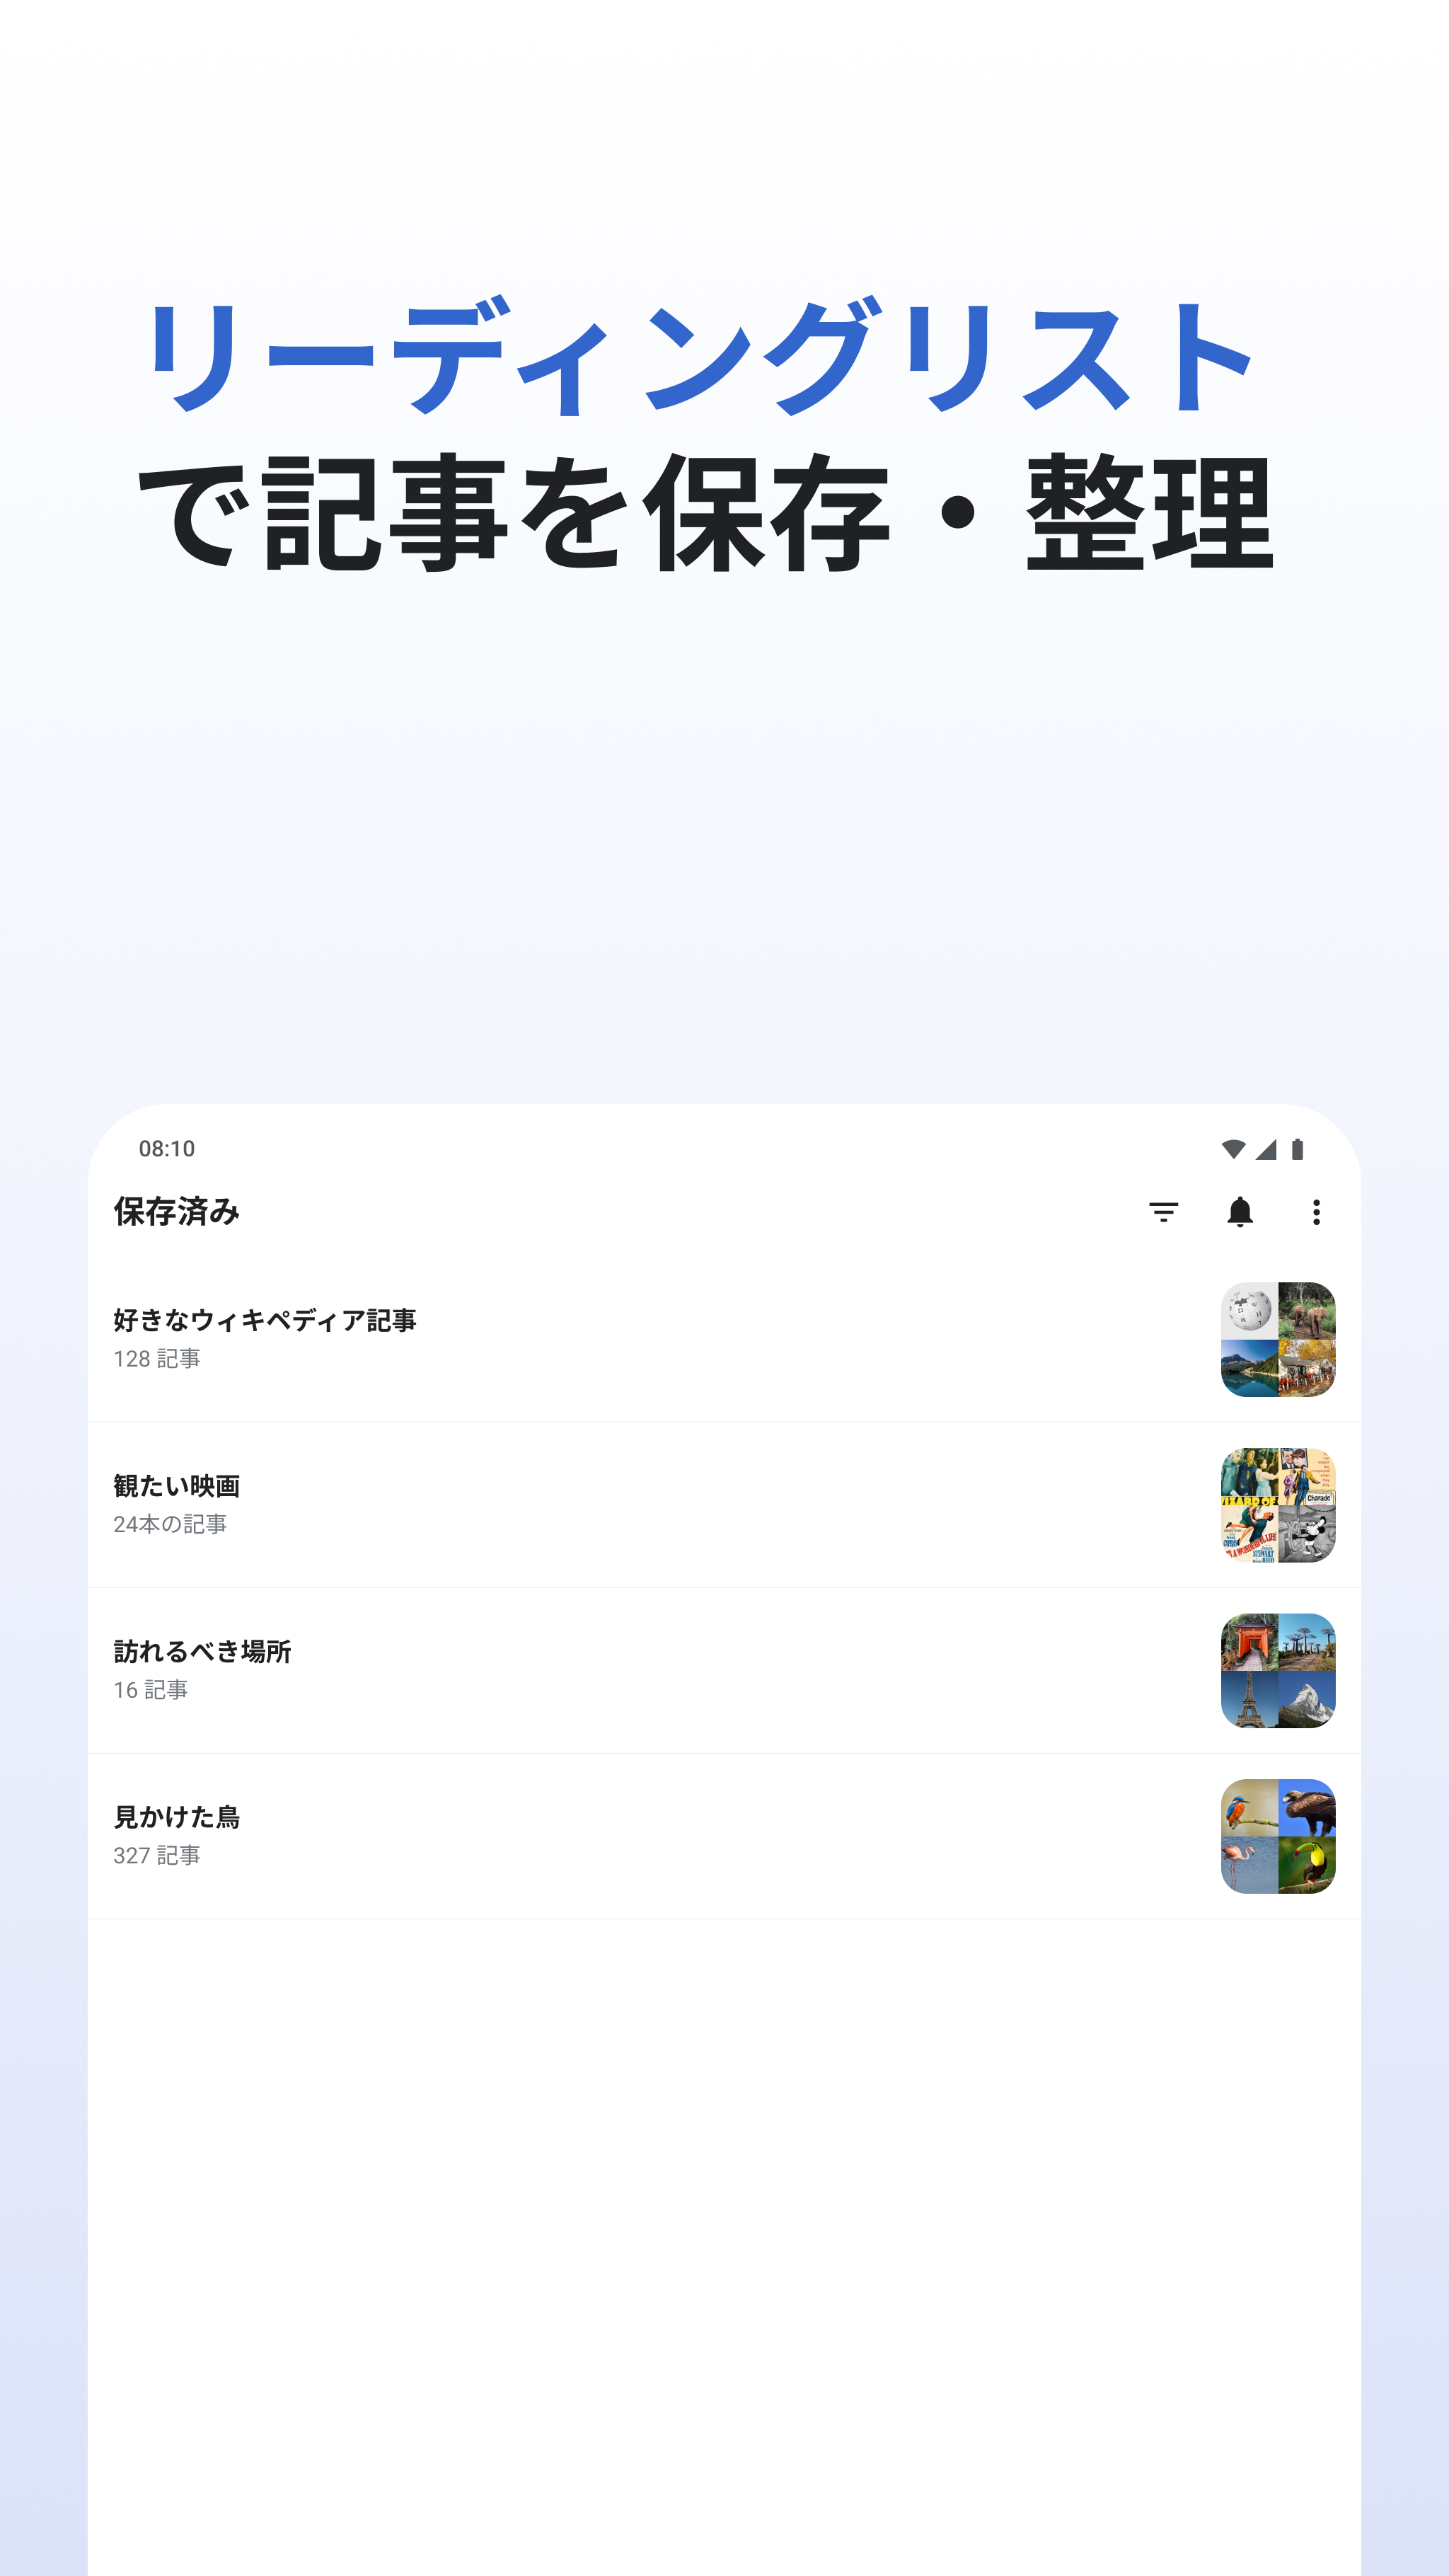 リーディングリスト
で記事を保存・整理
08:10
保存済み
好きなウィキペディア記事
128 記事
観たい映画
24本の記事
Charade
訪れるべき場所
16 記事
見かけた鳥
327 記事